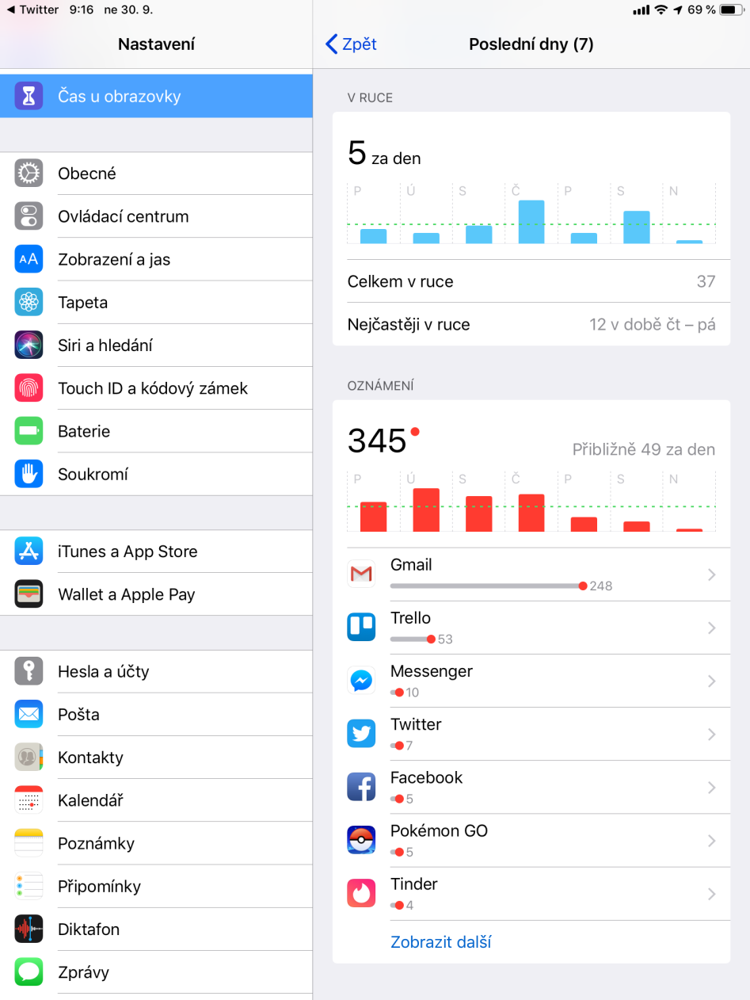 Twitter 9:16 ne 30. 9. 69 %
Nastavení
Čas u obrazovky
Obecné
Ovládací centrum
AA Zobrazení a jas
Tapeta
Siri a hledání
Touch ID a kódový zámek
Baterie
Soukromí
iTunes a App Store
Wallet a Apple Pay
Hesla a účty
Pošta
Kontakty
Kalendář
Poznámky
Připomínky
Diktafon
Zprávy
Zpět Poslední dny (7)
V RUCE
5 za den
P Ú S Č P S N
Celkem v ruce 37
Nejčastěji v ruce 12 v době čt – pá
OZNÁMENÍ
345 Přibližně 49 za den
P Ú S Č P S N
Gmail
248
Trello
53
Messenger
10
Twitter
7
Facebook
5
Pokémon GO
5
Tinder
4
Zobrazit další